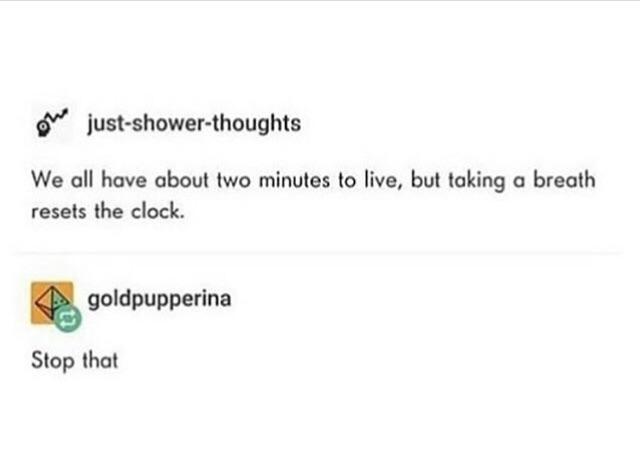 just-shower-thoughts
We all have about two minutes to live, but taking a breath
resets the clock.
goldpupperina
Stop that